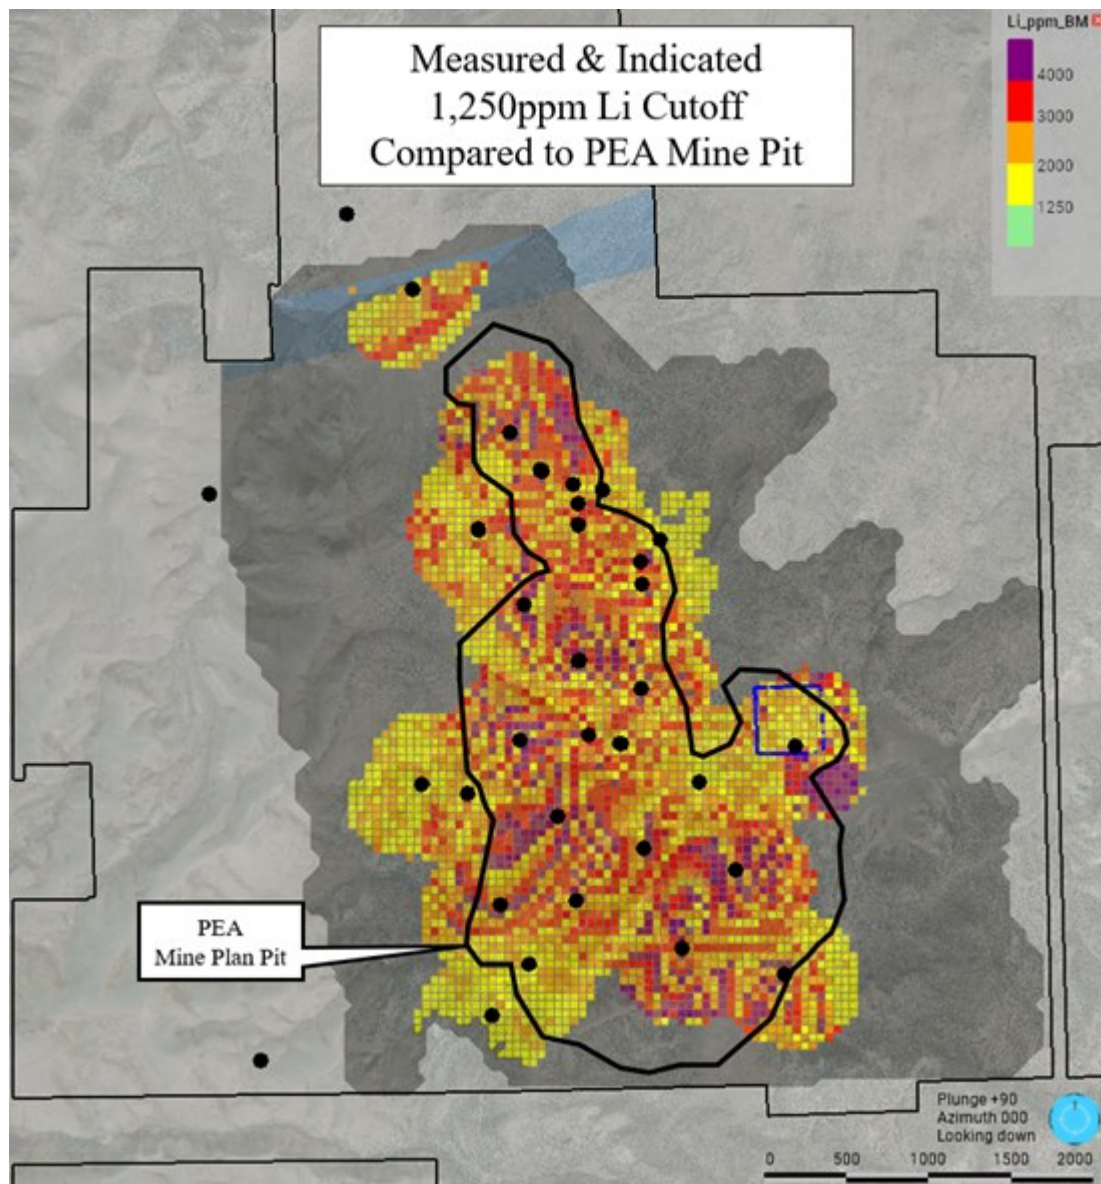 Measured & Indicated
1,250ppm Li Cutoff
Compared to PEA Mine Pit
Li_ppm_BM
4000
3000
2000
1250
PEA
Mine Plan Pit
Plunge +90
Azimuth 000
Looking down
0 500 1000 1500 2000